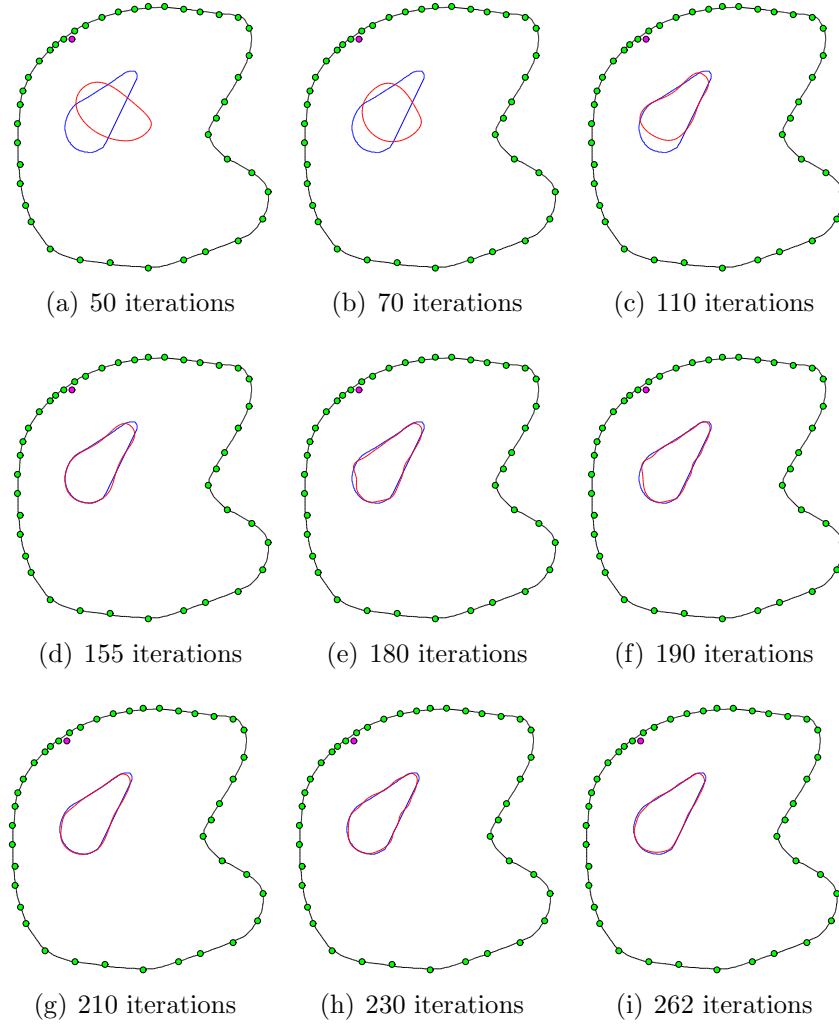 (a) 50 iterations
(b) 70 iterations
(c) 110 iterations
(d) 155 iterations
(e) 180 iterations
(f) 190 iterations
(g) 210 iterations
(h) 230 iterations
(i) 262 iterations